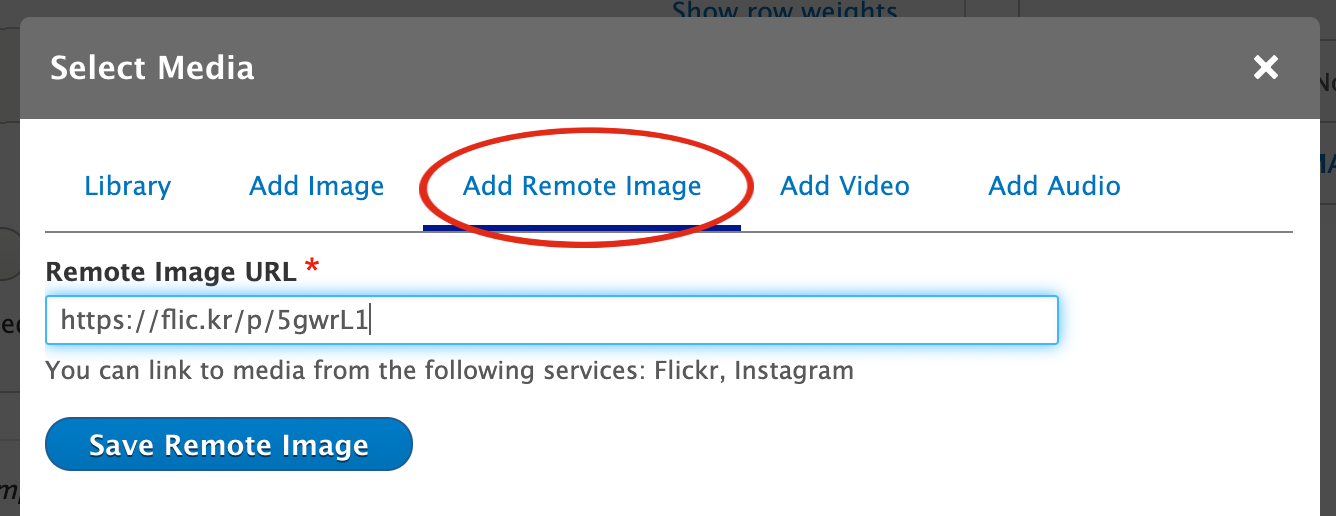 Show row weights
Select Media
Library Add Image Add Remote Image Add Video Add Audio
Remote Image URL *
https://flic.kr/p/5gwrL1
You can link to media from the following services: Flickr, Instagram
Save Remote Image